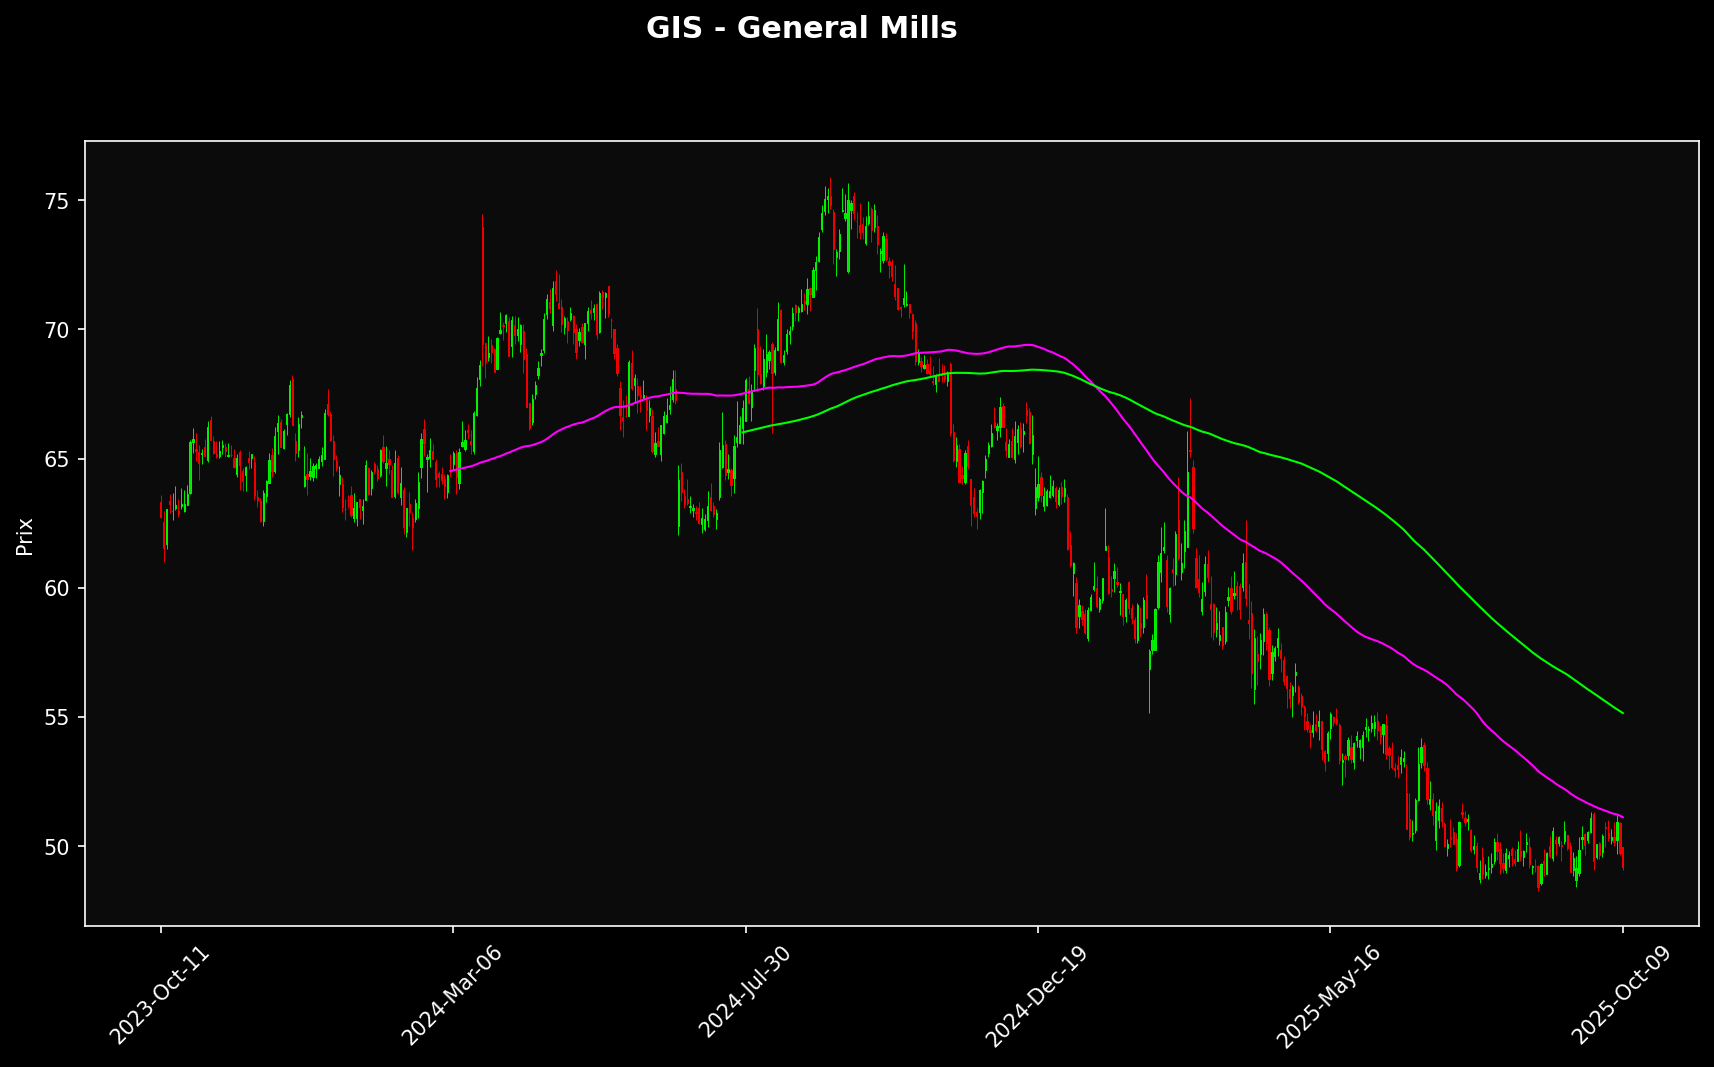 GIS - General Mills
Prix
75
70
65
60
55
50
2023-Oct-11
2024-Mar-06
2024-Jul-30
2024-Dec-19
2025-May-16
2025-Oct-09